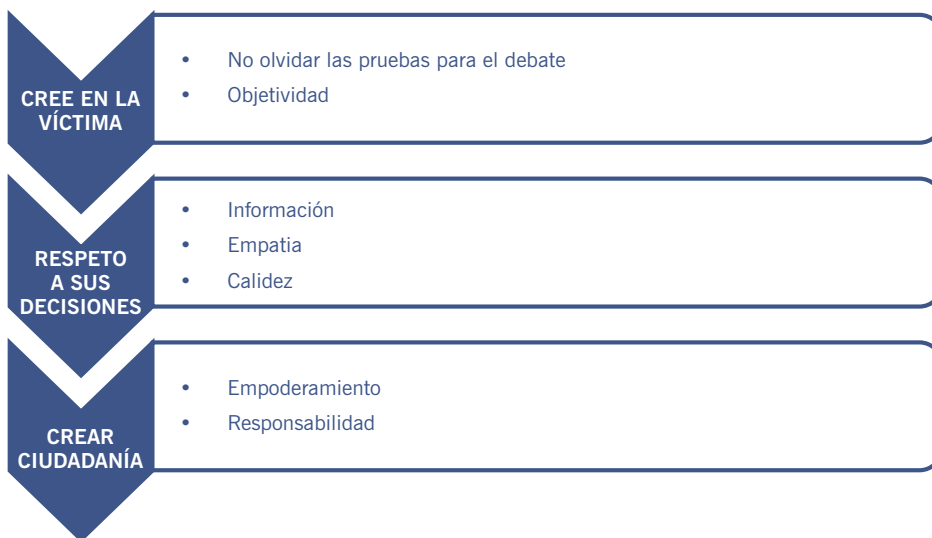 CREE EN LA
VÍCTIMA
• No olvidar las pruebas para el debate
• Objetividad
RESPETO
A SUS
DECISIONES
• Información
• Empatia
• Calidez
CREAR
CIUDADANÍA
• Empoderamiento
• Responsabilidad